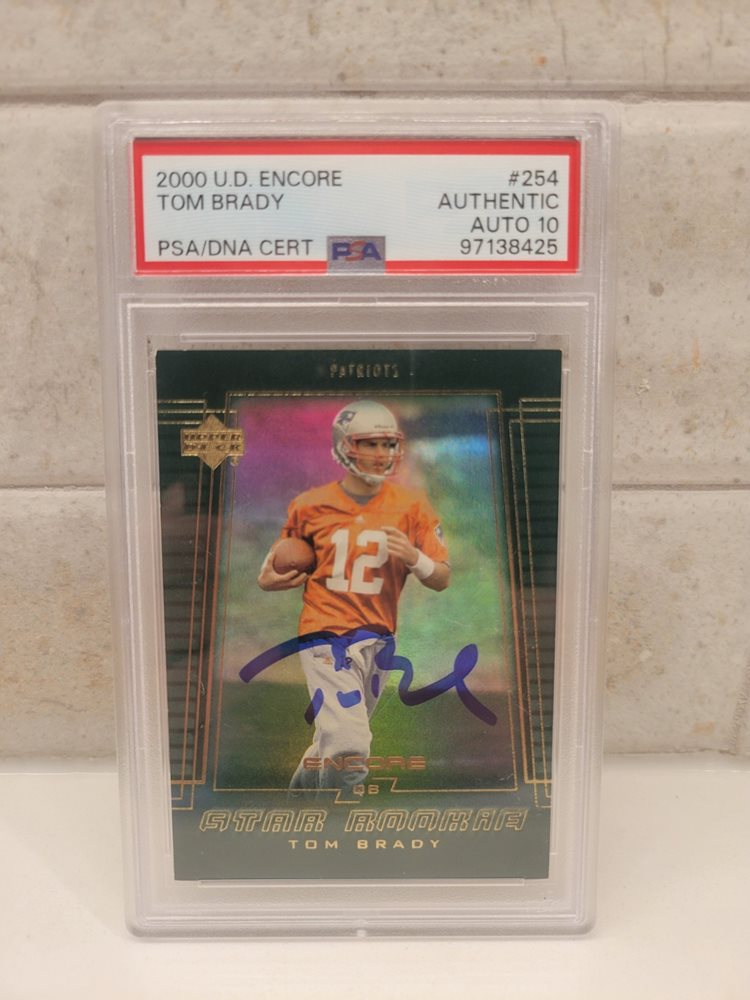 2000 U.D. ENCORE #254
TOM BRADY AUTHENTIC
AUTO 10
PSA/DNA CERT PSA 97138425
PATRIOTS
UPPER
DECK
12
ENCORE
QB
STAR ROOKIE
TOM BRADY